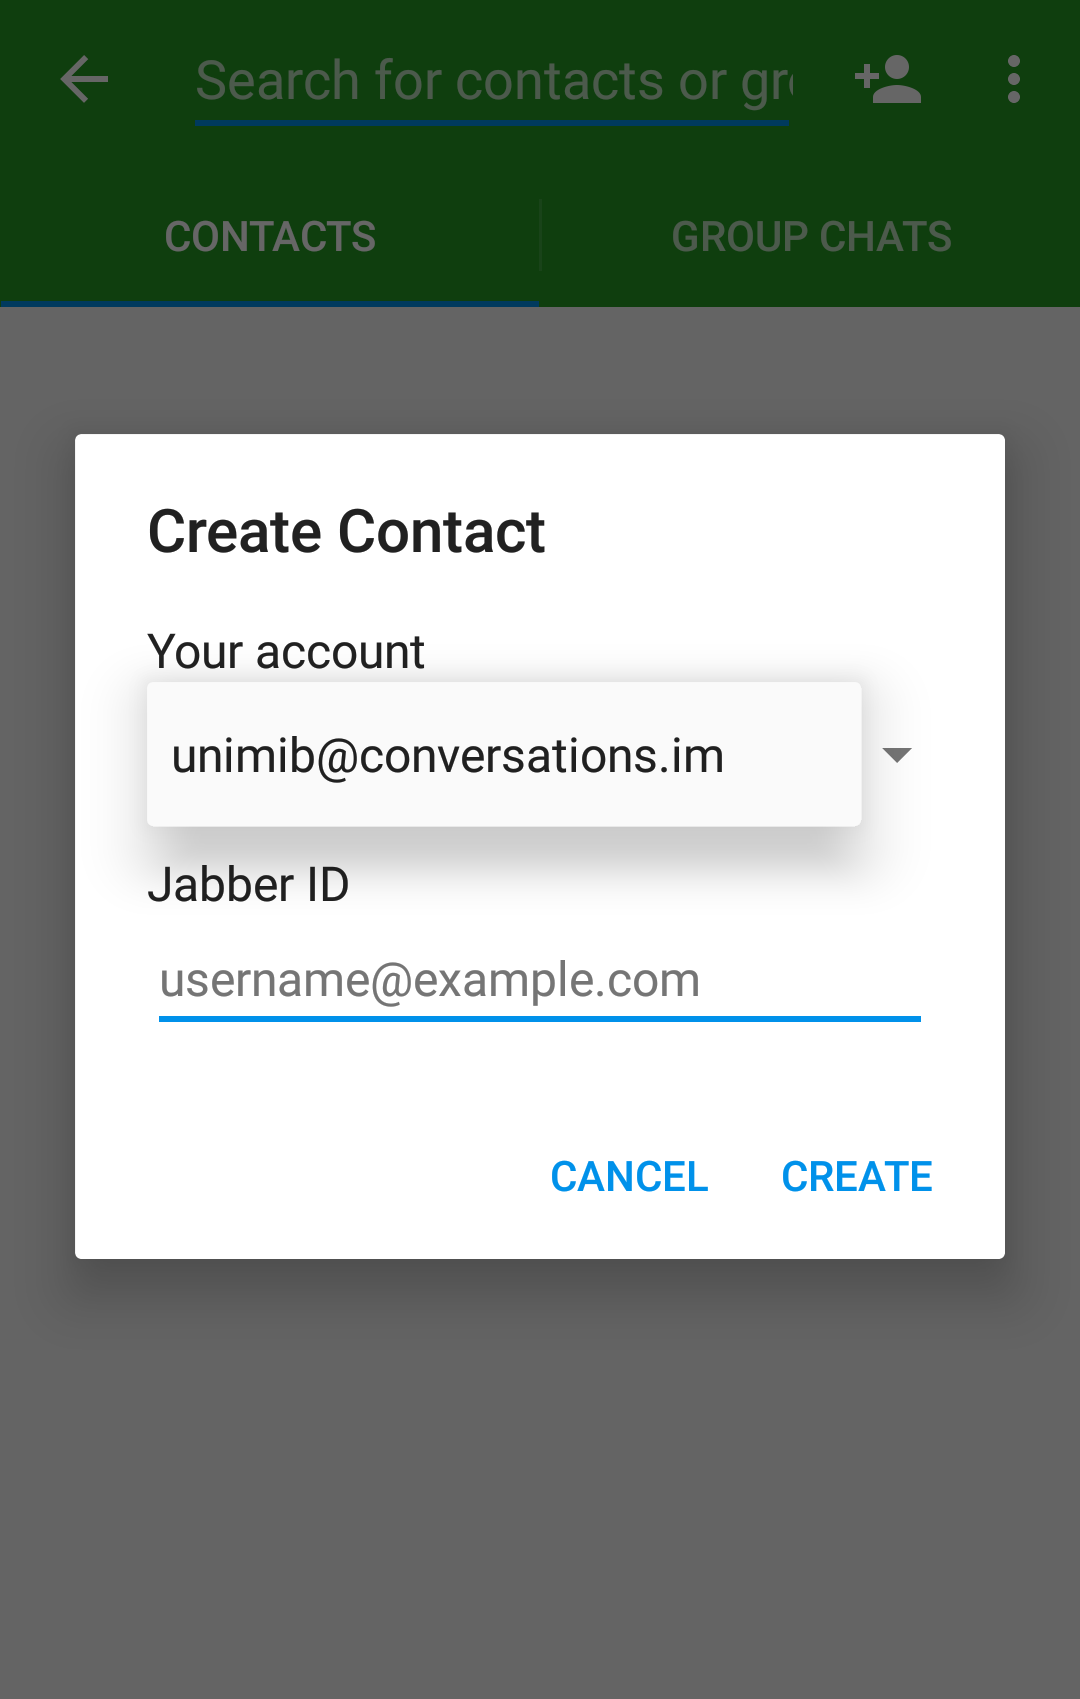 Search for contacts or gr
CONTACTS
GROUP CHATS
Create Contact
Your account
unimib@conversations.im
Jabber ID
username@example.com
CANCEL
CREATE